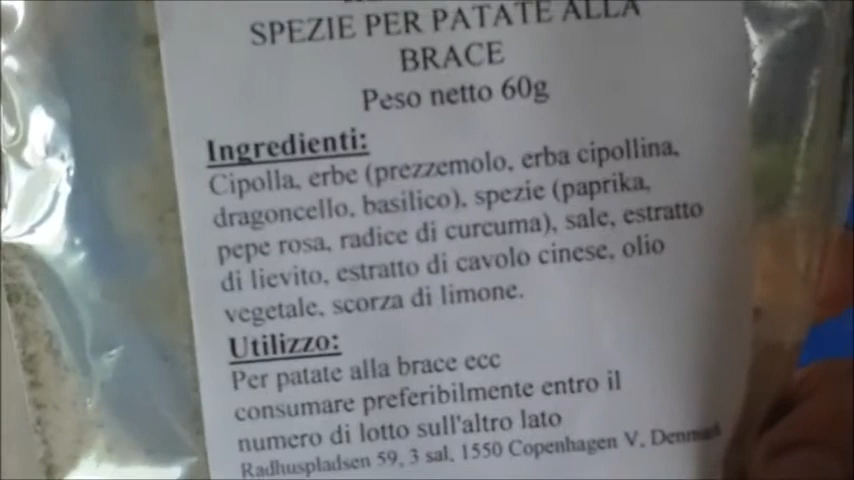 SPEZIE PER PATATE ALLA
BRACE
Peso netto 60g
Ingredienti:
Cipolla, erbe (prezzemolo, erba cipollina,
dragoncello, basilico), spezie (paprika,
pepe rosa, radice di curcuma), sale, estratto
di lievito, estratto di cavolo cinese, olio
vegetale, scorza di limone.
Utilizzo:
Per patate alla brace ecc
consumare preferibilmente entro il
numero di lotto sull'altro lato
Radhuspladsen 59, 3 sal, 1550 Copenhagen V, Denmark